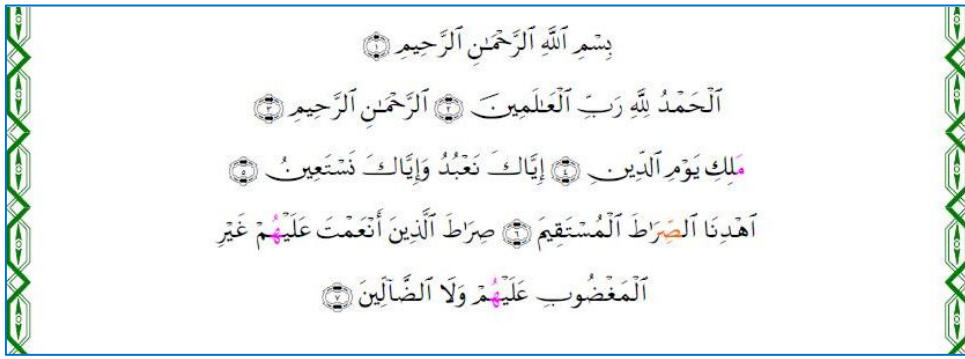 بِسْمِ ٱللَّهِ ٱلرَّحْمَـٰنِ ٱلرَّحِيمِ ١
ٱلْحَمْدُ لِلَّهِ رَبِّ ٱلْعَـٰلَمِينَ ٢ ٱلرَّحْمَـٰنِ ٱلرَّحِيمِ ٣
مَلِكِ يَوْمِ ٱلدِّينِ ٤ إِيَّاكَ نَعْبُدُ وَإِيَّاكَ نَسْتَعِينُ ٥
ٱهْدِنَا ٱلصِّرَٰطَ ٱلْمُسْتَقِيمَ ٦ صِرَٰطَ ٱلَّذِينَ أَنْعَمْتَ عَلَيْهُمْ غَيْرِ
ٱلْمَغْضُوبِ عَلَيْهُمْ وَلَا ٱلضَّآلِّينَ ٧